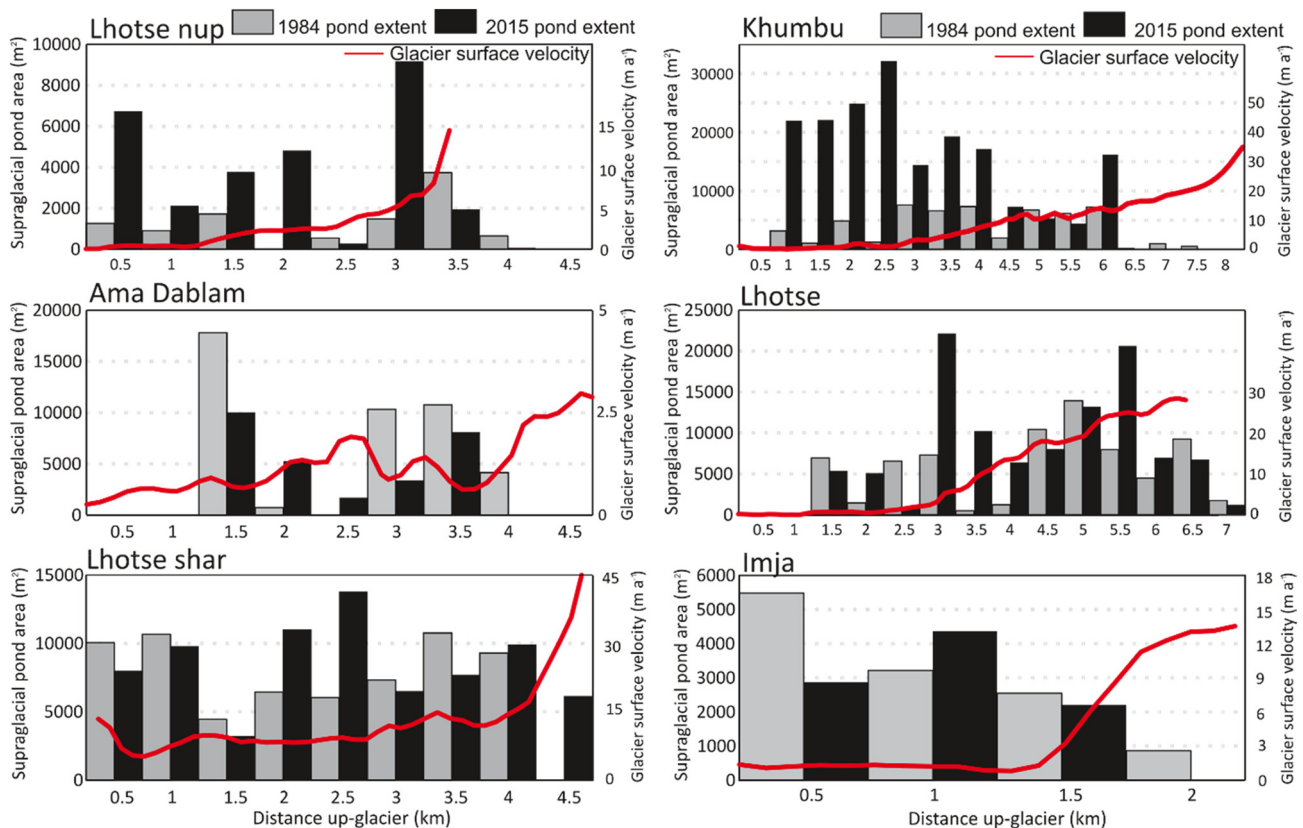 Lhotse nup
1984 pond extent
2015 pond extent
Glacier surface velocity
Supraglacial pond area (m²)
10000
8000
6000
4000
2000
0
0.5 1 1.5 2 2.5 3 3.5 4 4.5
15
10
5
0
Glacier surface velocity (m a⁻¹)
Khumbu
1984 pond extent
2015 pond extent
Glacier surface velocity
Supraglacial pond area (m²)
30000
20000
10000
0
0.5 1 1.5 2 2.5 3 3.5 4 4.5 5 5.5 6 6.5 7 7.5 8
50
40
30
20
10
0
Glacier surface velocity (m a⁻¹)
Ama Dablam
Supraglacial pond area (m²)
20000
15000
10000
5000
0
0.5 1 1.5 2 2.5 3 3.5 4 4.5
5
2.5
0
Glacier surface velocity (m a⁻¹)
Lhotse
Supraglacial pond area (m²)
25000
20000
15000
10000
5000
0
0.5 1 1.5 2 2.5 3 3.5 4 4.5 5 5.5 6 6.5 7
30
20
10
0
Glacier surface velocity (m a⁻¹)
Lhotse shar
Supraglacial pond area (m²)
15000
10000
5000
0
0.5 1 1.5 2 2.5 3 3.5 4 4.5
Distance up-glacier (km)
45
30
15
0
Glacier surface velocity (m a⁻¹)
Imja
Supraglacial pond area (m²)
6000
5000
4000
3000
2000
1000
0
0.5 1 1.5 2
Distance up-glacier (km)
18
15
12
9
6
3
0
Glacier surface velocity (m a⁻¹)